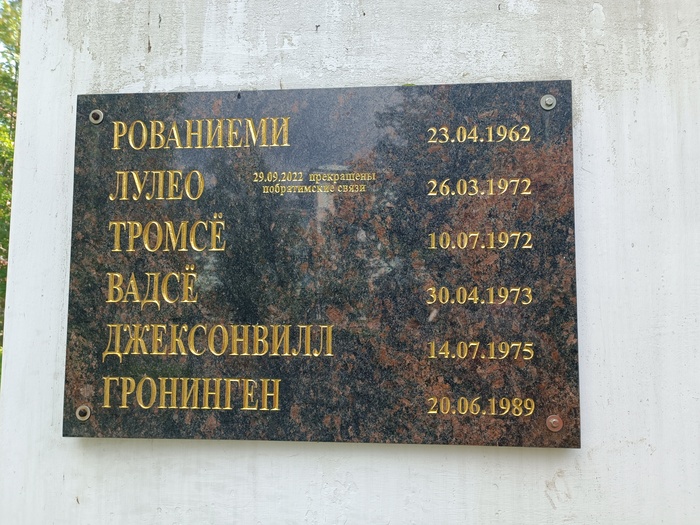 РОВАНИЕМИ 23.04.1962
ЛУЛЕО 29.09.2022 прекращены побратимские связи 26.03.1972
ТРОМСЁ 10.07.1972
ВАДСЁ 30.04.1973
ДЖЕКСОНВИЛЛ 14.07.1975
ГРОНИНГЕН 20.06.1989